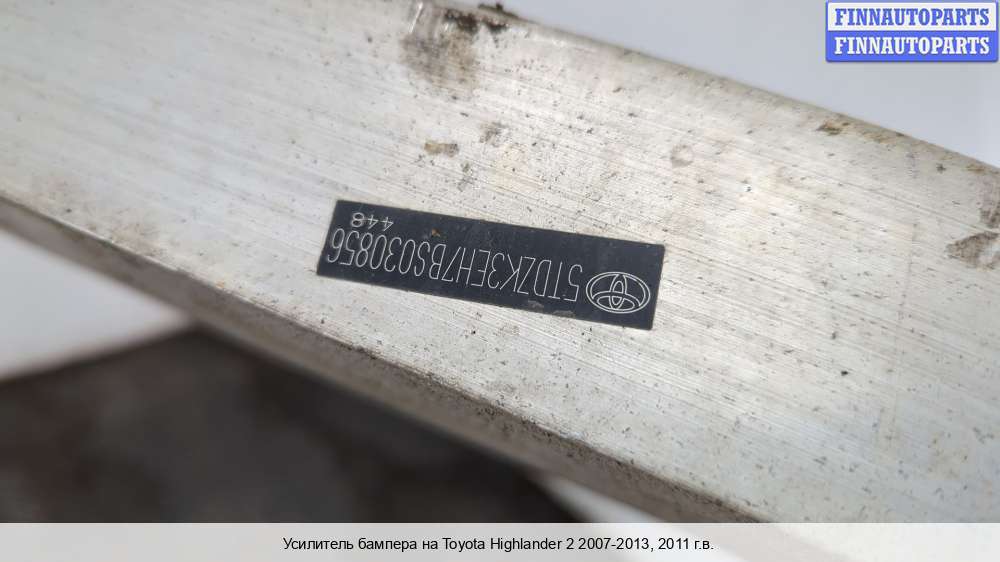 FINNAUTOPARTS
FINNAUTOPARTS
5TDZK3EH7BS030856
448
Усилитель бампера на Toyota Highlander 2 2007-2013, 2011 г.в.